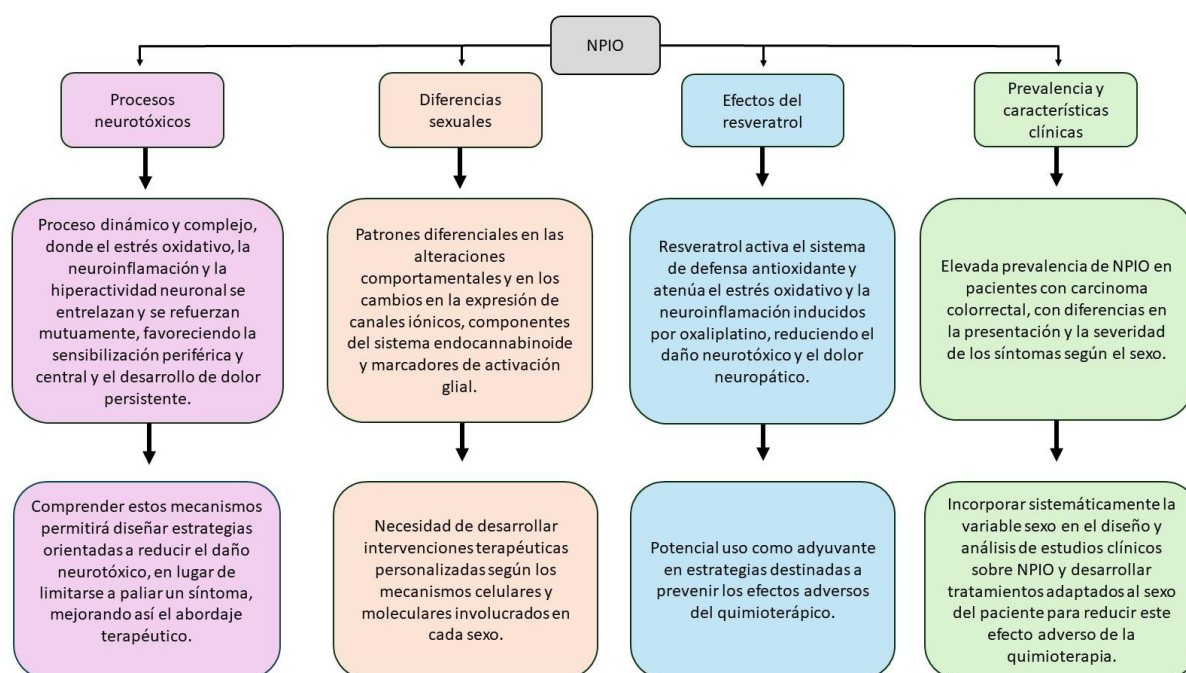 NPIO
Procesos
neurotóxicos
Diferencias
sexuales
Efectos del
resveratrol
Prevalencia y
características
clínicas
Proceso dinámico y complejo,
donde el estrés oxidativo, la
neuroinflamación y la
hiperactividad neuronal se
entrelazan y se refuerzan
mutuamente, favoreciendo la
sensibilización periférica y
central y el desarrollo de dolor
persistente.
Patrones diferenciales en las
alteraciones
comportamentales y en los
cambios en la expresión de
canales iónicos, componentes
del sistema endocannabinoide
y marcadores de activación
glial.
Resveratrol activa el sistema
de defensa antioxidante y
atenúa el estrés oxidativo y la
neuroinflamación inducidos
por oxaliplatino, reduciendo el
daño neurotóxico y el dolor
neuropático.
Elevada prevalencia de NPIO en
pacientes con carcinoma
colorrectal, con diferencias en
la presentación y la severidad
de los síntomas según el sexo.
Comprender estos mecanismos
permitirá diseñar estrategias
orientadas a reducir el daño
neurotóxico, en lugar de
limitarse a paliar un síntoma,
mejorando así el abordaje
terapéutico.
Necesidad de desarrollar
intervenciones terapéuticas
personalizadas según los
mecanismos celulares y
moleculares involucrados en
cada sexo.
Potencial uso como adyuvante
en estrategias destinadas a
prevenir los efectos adversos
del quimioterápico.
Incorporar sistemáticamente la
variable sexo en el diseño y
análisis de estudios clínicos
sobre NPIO y desarrollar
tratamientos adaptados al sexo
del paciente para reducir este
efecto adverso de la
quimioterapia.